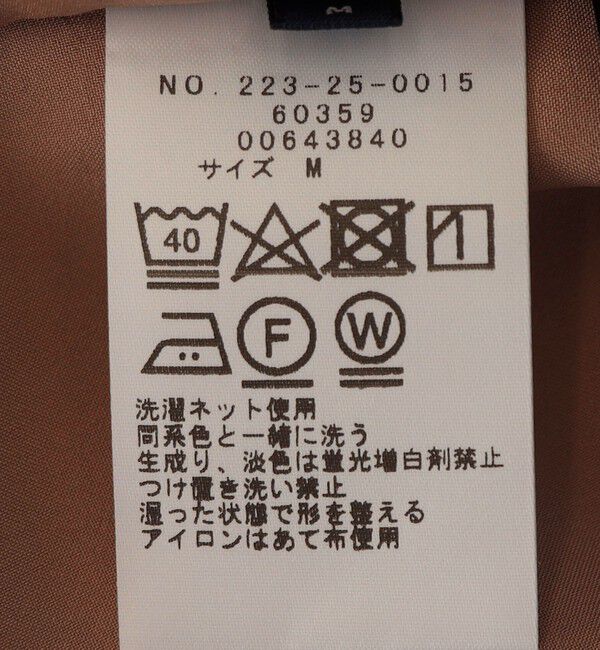 M
NO. 223-25-0015
60359
00643840
サイズ M
40
F W
洗濯ネット使用
同系色と一緒に洗う
生成り、淡色は蛍光増白剤禁止
つけ置き洗い禁止
湿った状態で形を整える
アイロンはあて布使用